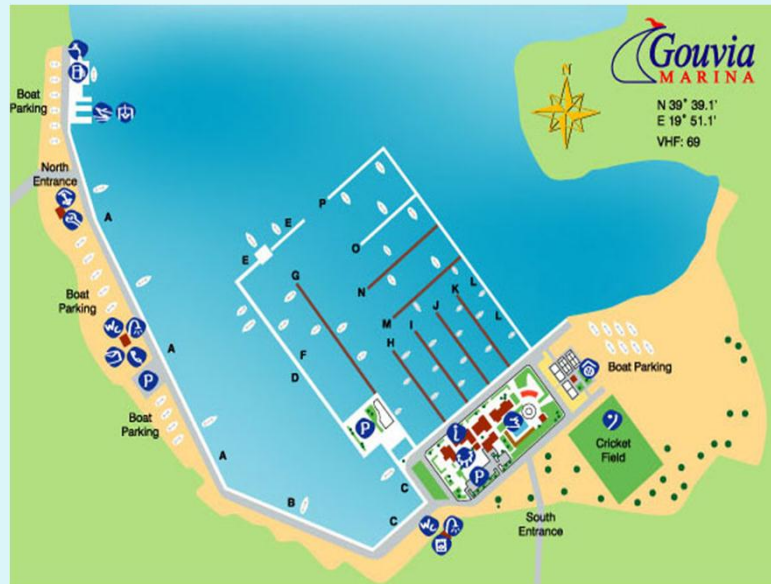 Gouvia
MARINA
N 39° 39.1'
E 19° 51.1'
VHF: 69
N
Boat
Parking
North
Entrance
A
P
E
E
O
G
N
L
K
M
J
I
L
H
Boat
Parking
WC
A
F
D
P
Boat Parking
Boat
Parking
P
i
Cricket
Field
A
P
B
C
C
WC
South
Entrance